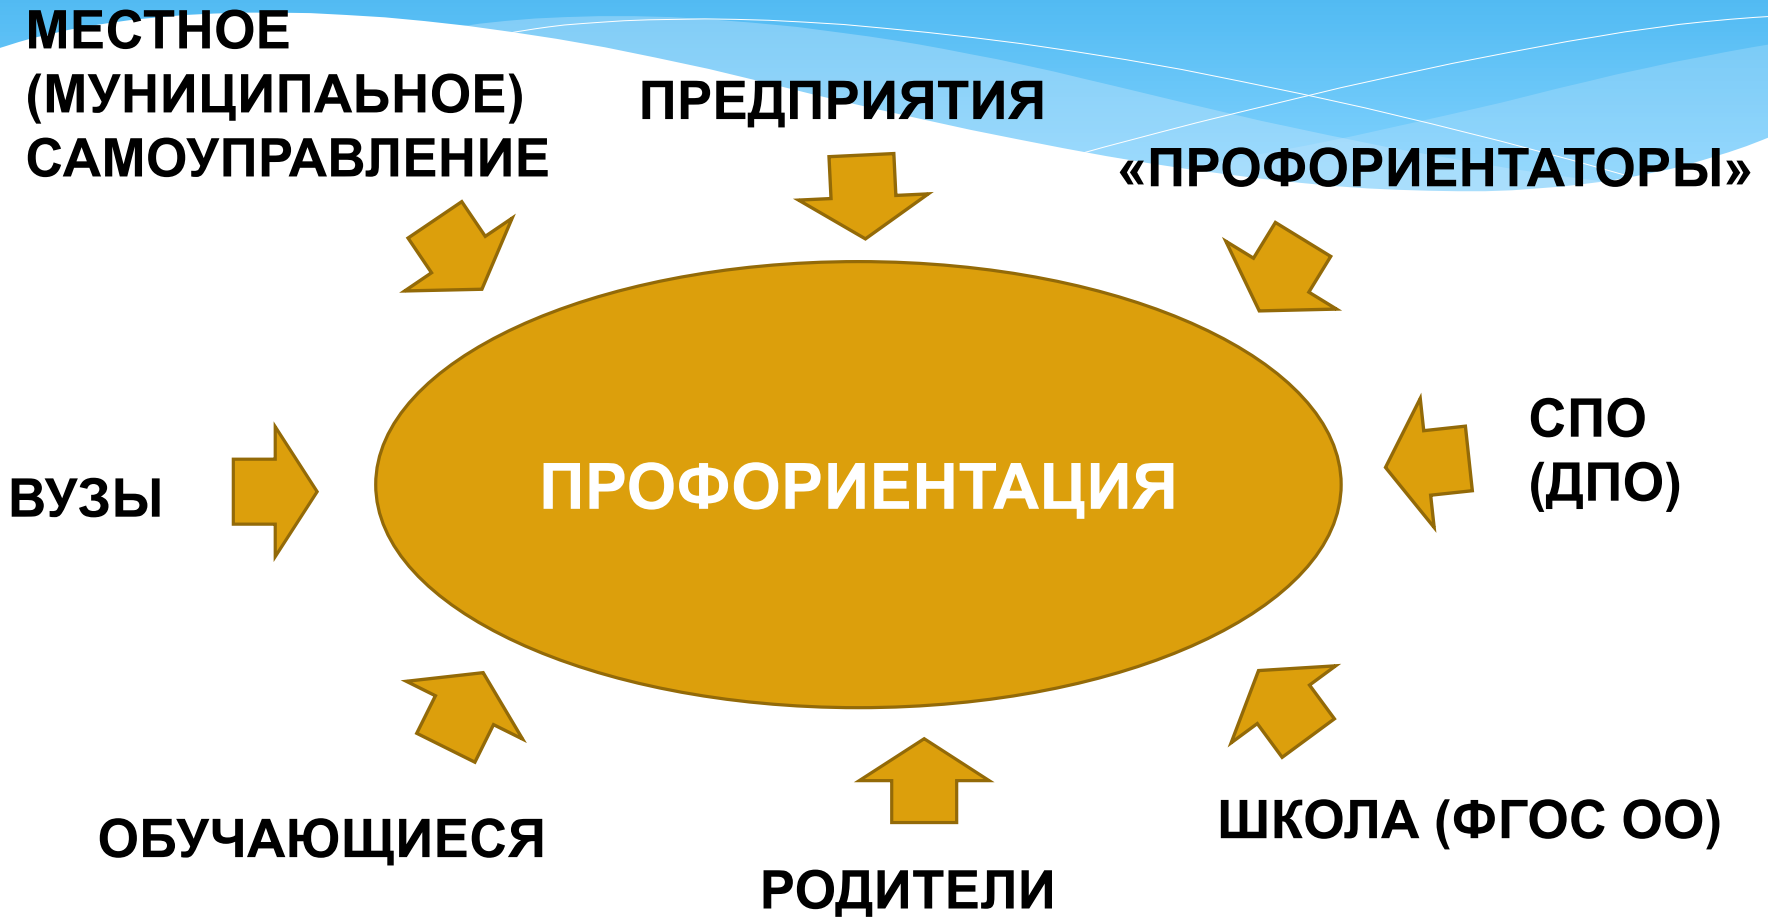 МЕСТНОЕ
(МУНИЦИПАЬНОЕ)
САМОУПРАВЛЕНИЕ
ПРЕДПРИЯТИЯ
«ПРОФОРИЕНТАТОРЫ»
ВУЗЫ
ПРОФОРИЕНТАЦИЯ
СПО
(ДПО)
ОБУЧАЮЩИЕСЯ
РОДИТЕЛИ
ШКОЛА (ФГОС ОО)